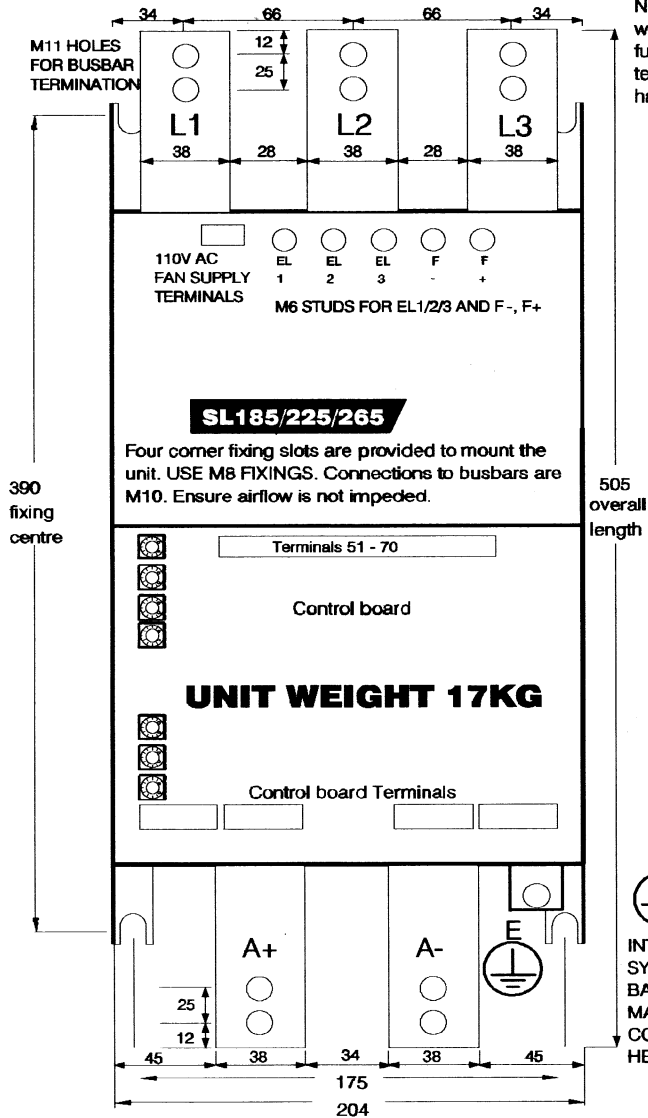 34 66 66 34
M11 HOLES
FOR BUSBAR
TERMINATION
12
25
L1 L2 L3
38 28 38 28 38
110V AC
FAN SUPPLY
TERMINALS
EL EL EL F F
1 2 3 - +
M6 STUDS FOR EL1/2/3 AND F-, F+
SL185/225/265
Four corner fixing slots are provided to mount the
unit. USE M8 FIXINGS. Connections to busbars are
M10. Ensure airflow is not impeded.
390
fixing
centre
505
overall
length
Terminals 51 - 70
Control board
UNIT WEIGHT 17KG
Control board Terminals
A+ A- E
25
12
45 38 34 38 45
175
204